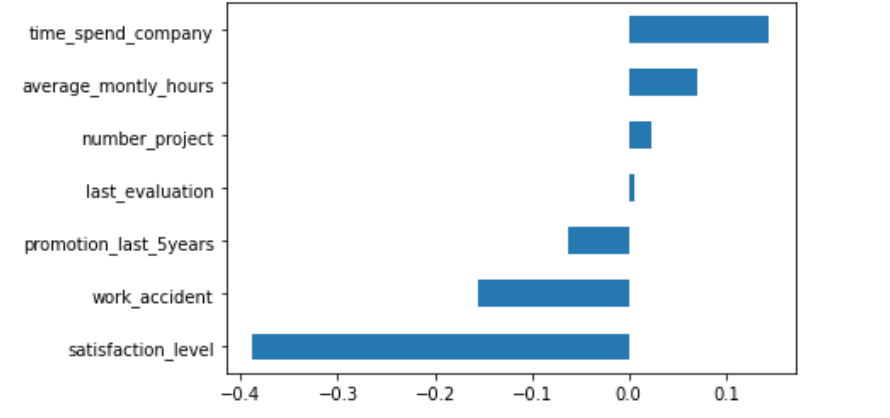 time_spend_company
average_montly_hours
number_project
last_evaluation
promotion_last_5years
work_accident
satisfaction_level
−0.4 −0.3 −0.2 −0.1 0.0 0.1